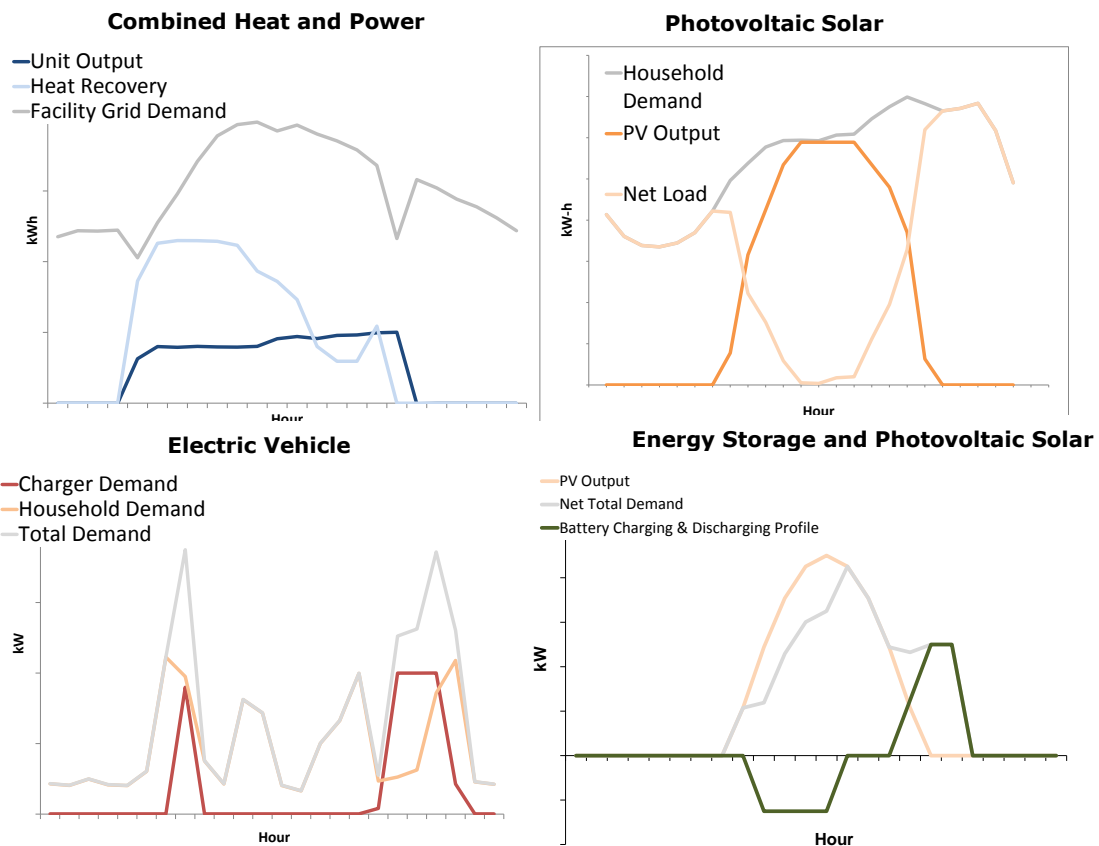 Combined Heat and Power
Unit Output
Heat Recovery
Facility Grid Demand
kWh
Hour
Photovoltaic Solar
Household
Demand
PV Output
Net Load
kW-h
Hour
Electric Vehicle
Charger Demand
Household Demand
Total Demand
kW
Hour
Energy Storage and Photovoltaic Solar
PV Output
Net Total Demand
Battery Charging & Discharging Profile
kW
Hour